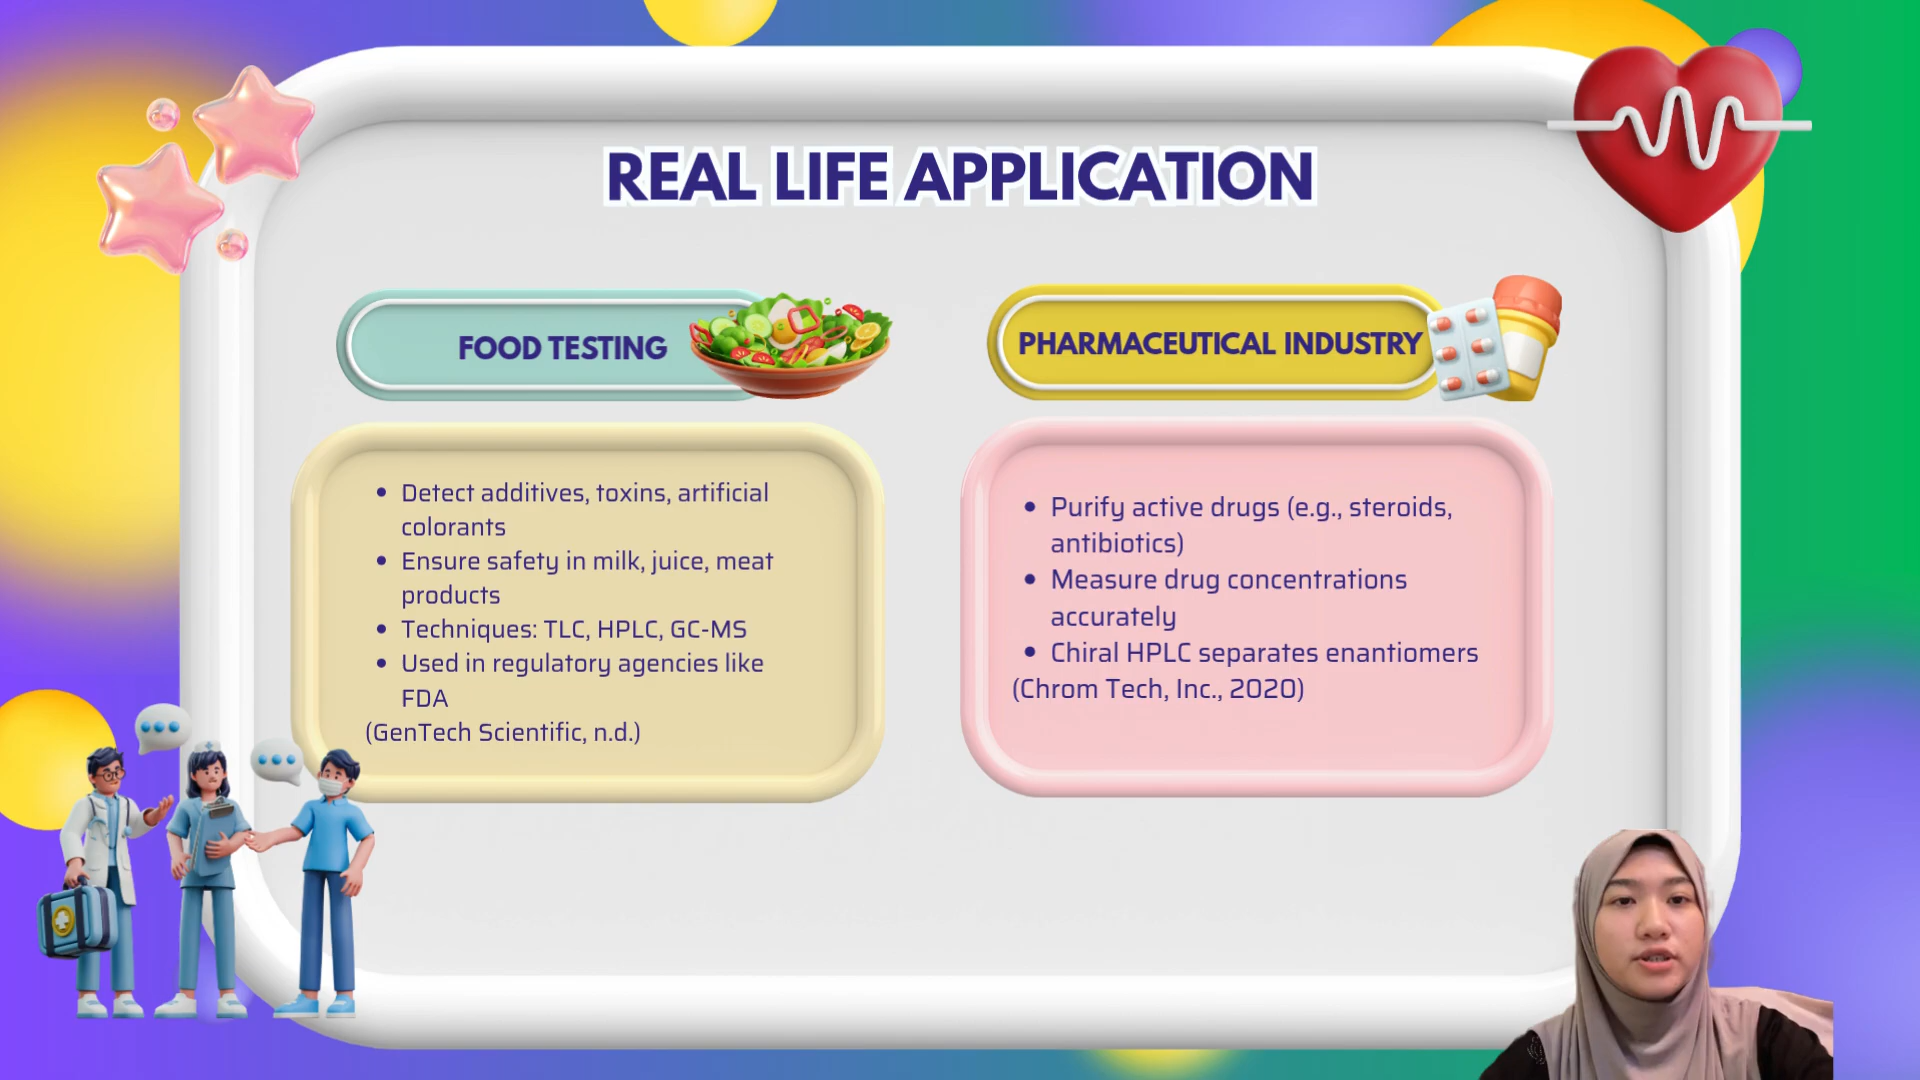 REAL LIFE APPLICATION
FOOD TESTING
• Detect additives, toxins, artificial
colorants
• Ensure safety in milk, juice, meat
products
• Techniques: TLC, HPLC, GC-MS
• Used in regulatory agencies like
FDA
(GenTech Scientific, n.d.)
PHARMACEUTICAL INDUSTRY
• Purify active drugs (e.g., steroids,
antibiotics)
• Measure drug concentrations
accurately
• Chiral HPLC separates enantiomers
(Chrom Tech, Inc., 2020)